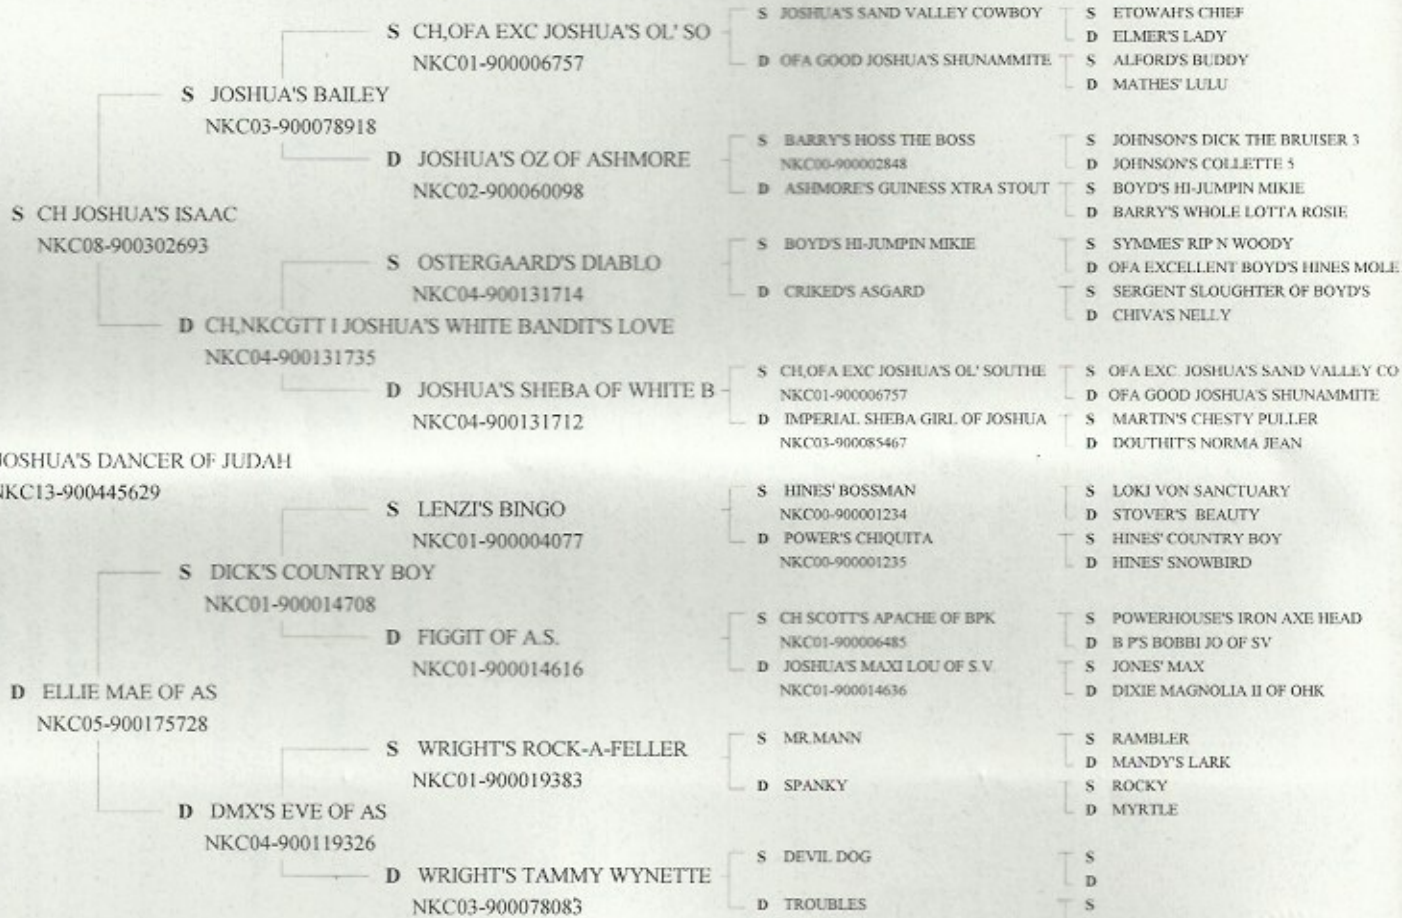 S CH,OFA EXC JOSHUA'S OL' SO
NKC01-900006757
S JOSHUA'S BAILEY
NKC03-900078918
D JOSHUA'S OZ OF ASHMORE
NKC02-900060098
S CH JOSHUA'S ISAAC
NKC08-900302693
S OSTERGAARD'S DIABLO
NKC04-900131714
D CH,NKCGTT I JOSHUA'S WHITE BANDIT'S LOVE
NKC04-900131735
D JOSHUA'S SHEBA OF WHITE B
NKC04-900131712
JOSHUA'S DANCER OF JUDAH
NKC13-900445629
S LENZI'S BINGO
NKC01-900004077
S DICK'S COUNTRY BOY
NKC01-900014708
D FIGGIT OF A.S.
NKC01-900014616
D ELLIE MAE OF AS
NKC05-900175728
S WRIGHT'S ROCK-A-FELLER
NKC01-900019383
D DMX'S EVE OF AS
NKC04-900119326
D WRIGHT'S TAMMY WYNETTE
NKC03-900078083
S JOSHUA'S SAND VALLEY COWBOY
D OFA GOOD JOSHUA'S SHUNAMMITE
S BARRY'S HOSS THE BOSS
NKC00-900002848
D ASHMORE'S GUINESS XTRA STOUT
S BOYD'S HI-JUMPIN MIKIE
D CRIKED'S ASGARD
S CH,OFA EXC JOSHUA'S OL' SOUTHE
NKC01-900006757
D IMPERIAL SHEBA GIRL OF JOSHUA
NKC03-900085467
S HINES' BOSSMAN
NKC00-900001234
D POWER'S CHIQUITA
NKC00-900001235
S CH SCOTT'S APACHE OF BPK
NKC01-900006485
D JOSHUA'S MAXI LOU OF S.V.
NKC01-900014636
S MR.MANN
D SPANKY
S DEVIL DOG
D TROUBLES
S ETOWAH'S CHIEF
D ELMER'S LADY
S ALFORD'S BUDDY
D MATHES' LULU
S JOHNSON'S DICK THE BRUISER 3
D JOHNSON'S COLLETTE 5
S BOYD'S HI-JUMPIN MIKIE
D BARRY'S WHOLE LOTTA ROSIE
S SYMMES' RIP N WOODY
D OFA EXCELLENT BOYD'S HINES MOLE
S SERGENT SLOUGHTER OF BOYD'S
D CHIVA'S NELLY
S OFA EXC. JOSHUA'S SAND VALLEY CO
D OFA GOOD JOSHUA'S SHUNAMMITE
S MARTIN'S CHESTY PULLER
D DOUTHIT'S NORMA JEAN
S LOKI VON SANCTUARY
D STOVER'S BEAUTY
S HINES' COUNTRY BOY
D HINES' SNOWBIRD
S POWERHOUSE'S IRON AXE HEAD
D B P'S BOBBI JO OF SV
S JONES' MAX
D DIXIE MAGNOLIA II OF OHK
S RAMBLER
D MANDY'S LARK
S ROCKY
D MYRTLE
S
D
S